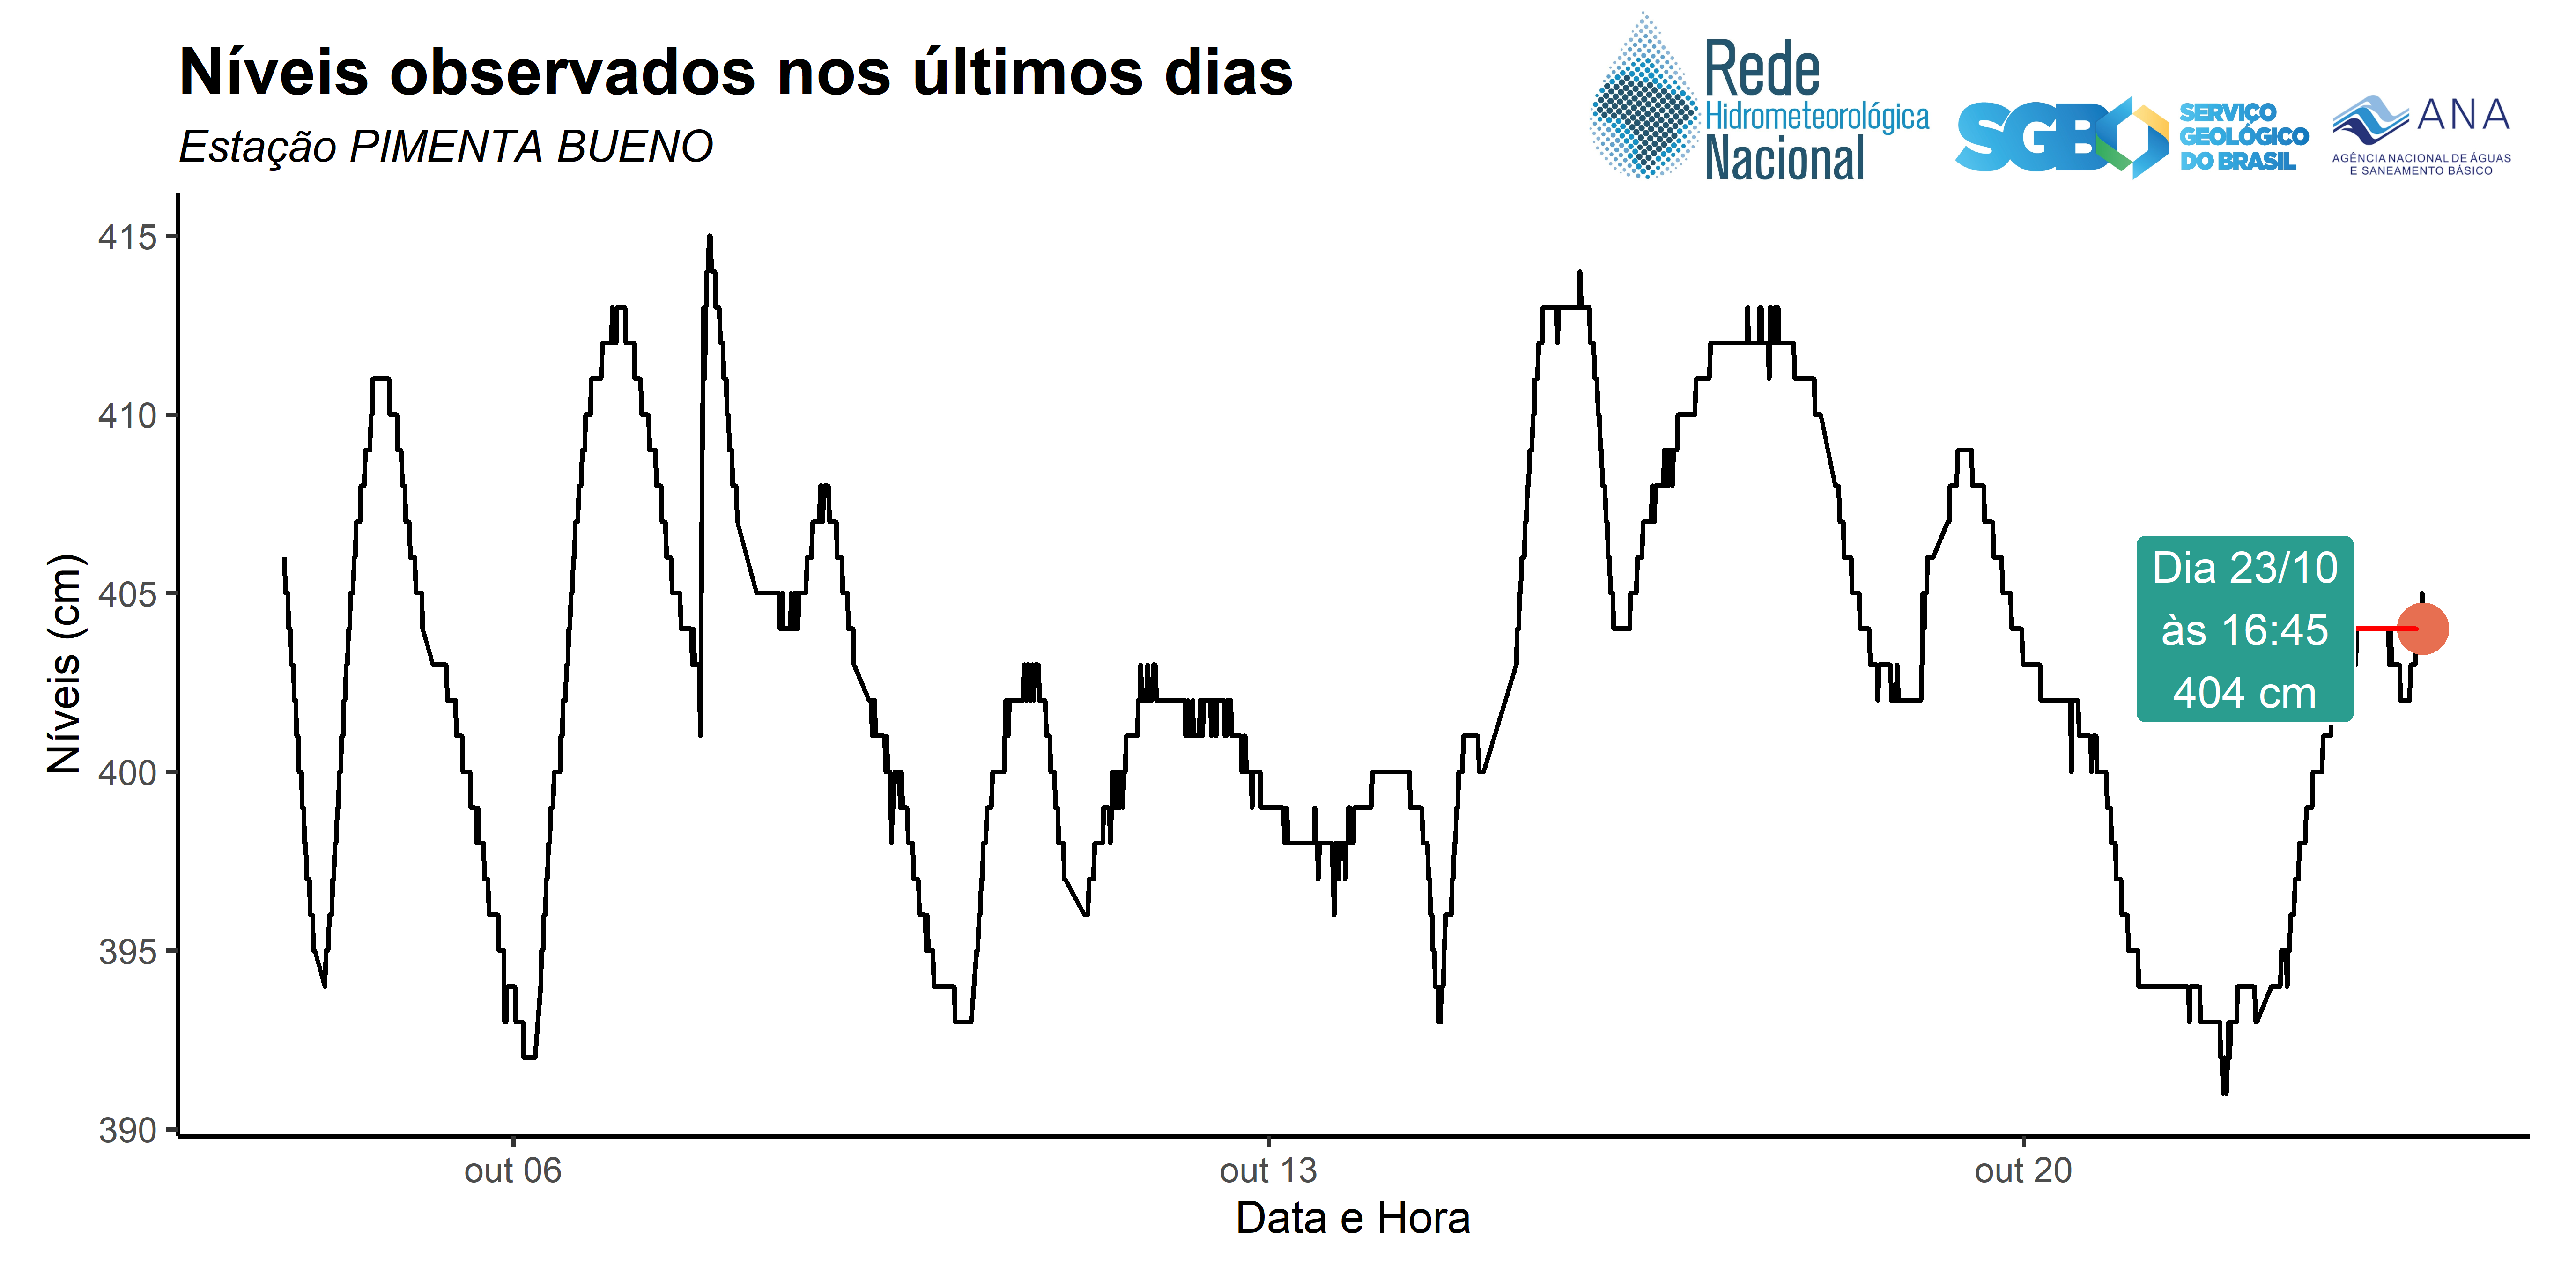 Níveis observados nos últimos dias
Estação PIMENTA BUENO
Rede
Hidrometeorológica
Nacional
SGB
SERVIÇO
GEOLÓGICO
DO BRASIL
ANA
AGÊNCIA NACIONAL DE ÁGUAS
E SANEAMENTO BÁSICO
Níveis (cm)
415
410
405
400
395
390
Dia 23/10
às 16:45
404 cm
out 06
out 13
out 20
Data e Hora